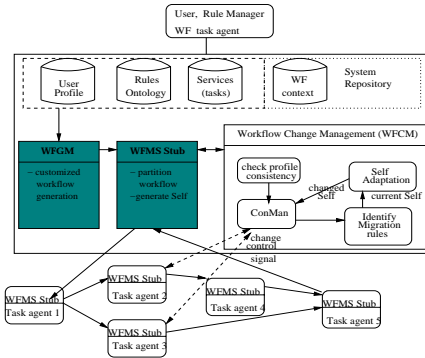 User, Rule Manager
WF task agent
User
Profile
Rules
Ontology
Services
(tasks)
WF
context
System
Repository
WFGM
– customized
workflow
generation
WFMS Stub
– partition
workflow
–generate Self
Workflow Change Management (WFCM)
check profile
consistency
Self
Adaptation
changed
Self
current Self
ConMan
Identify
Migration
rules
change
control
signal
WFMS Stub
Task agent 1
WFMS Stub
Task agent 2
WFMS Stub
Task agent 3
WFMS Stub
Task agent 4
WFMS Stub
Task agent 5